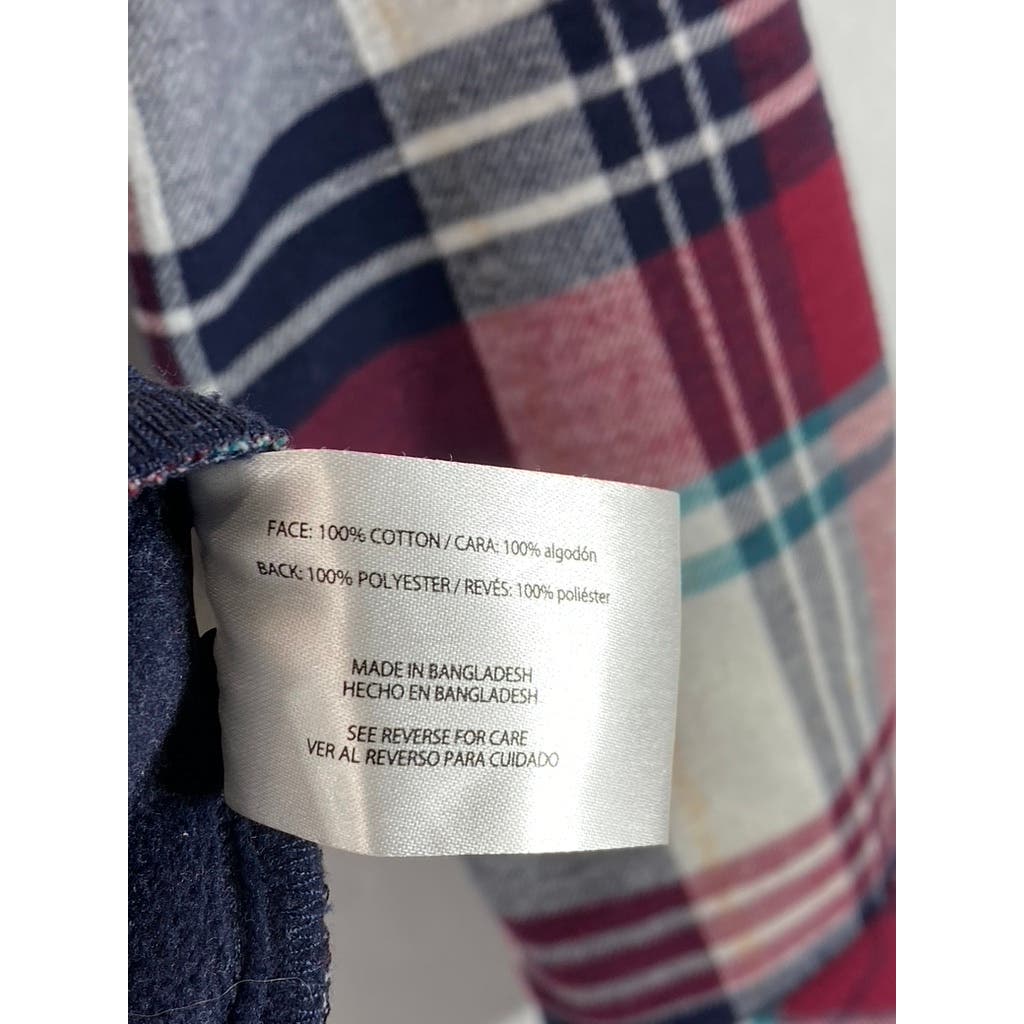 FACE: 100% COTTON / CARA: 100% algodón
BACK: 100% POLYESTER / REVÉS: 100% poliéster
MADE IN BANGLADESH
HECHO EN BANGLADESH
SEE REVERSE FOR CARE
VER AL REVERSO PARA CUIDADO